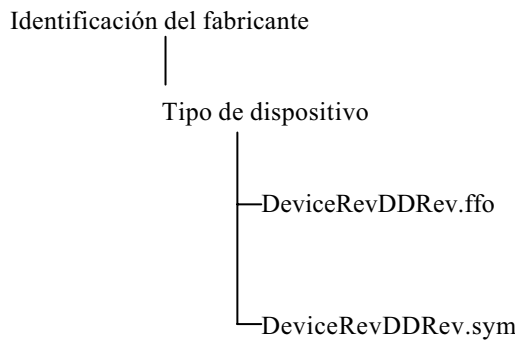 Identificación del fabricante
Tipo de dispositivo
DeviceRevDDRev.ffo
DeviceRevDDRev.sym